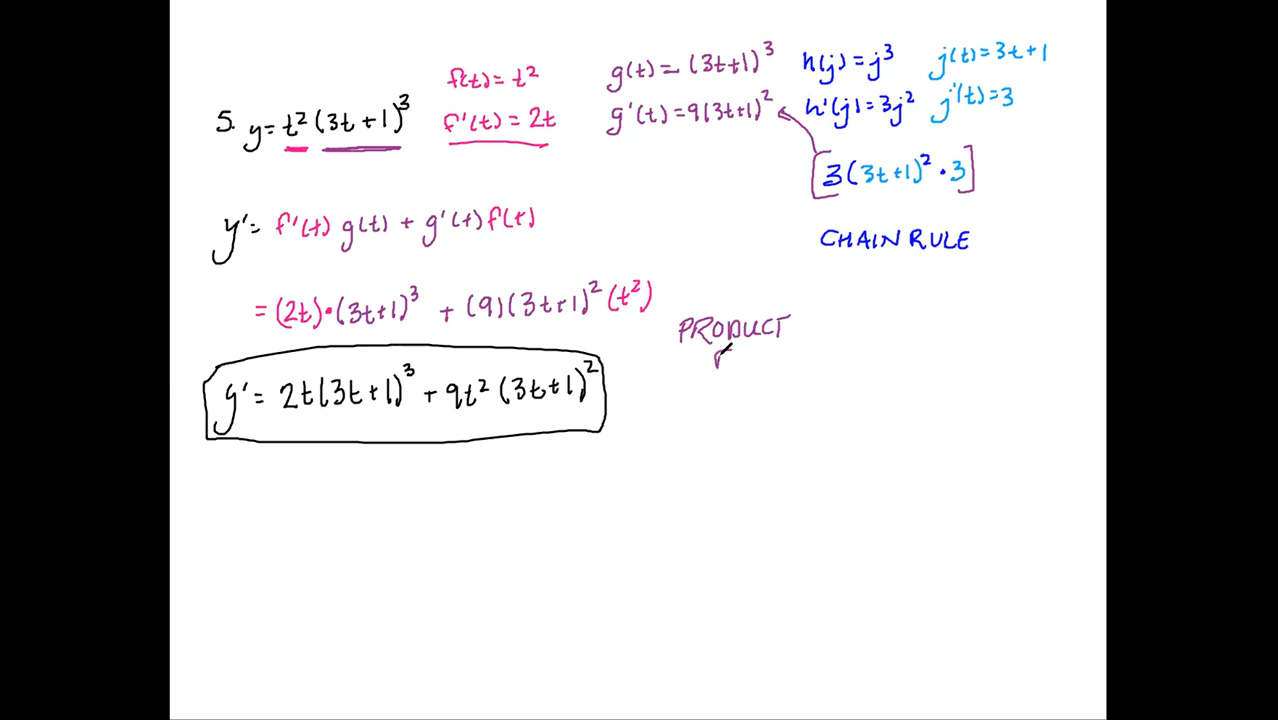 5. y = t² (3t + 1)³
f(t) = t²
f'(t) = 2t
g(t) = (3t+1)³
g'(t) = 9(3t+1)²
h(j) = j³
h'(j) = 3j²
j(t) = 3t+1
j'(t) = 3
[3(3t+1)² · 3]
CHAIN RULE
y' = f'(t) g(t) + g'(t) f(t)
= (2t) · (3t+1)³ + (9)(3t+1)² (t²)
PRODUCT
y' = 2t(3t+1)³ + 9t² (3t+1)²